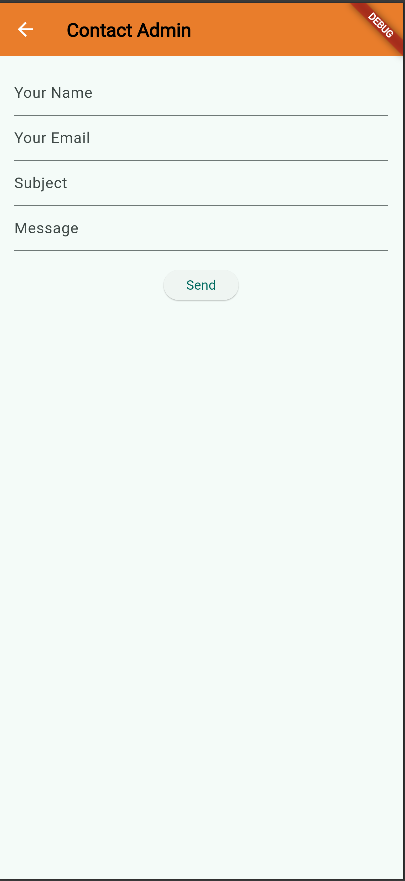 Contact Admin
DEBUG
Your Name
Your Email
Subject
Message
Send